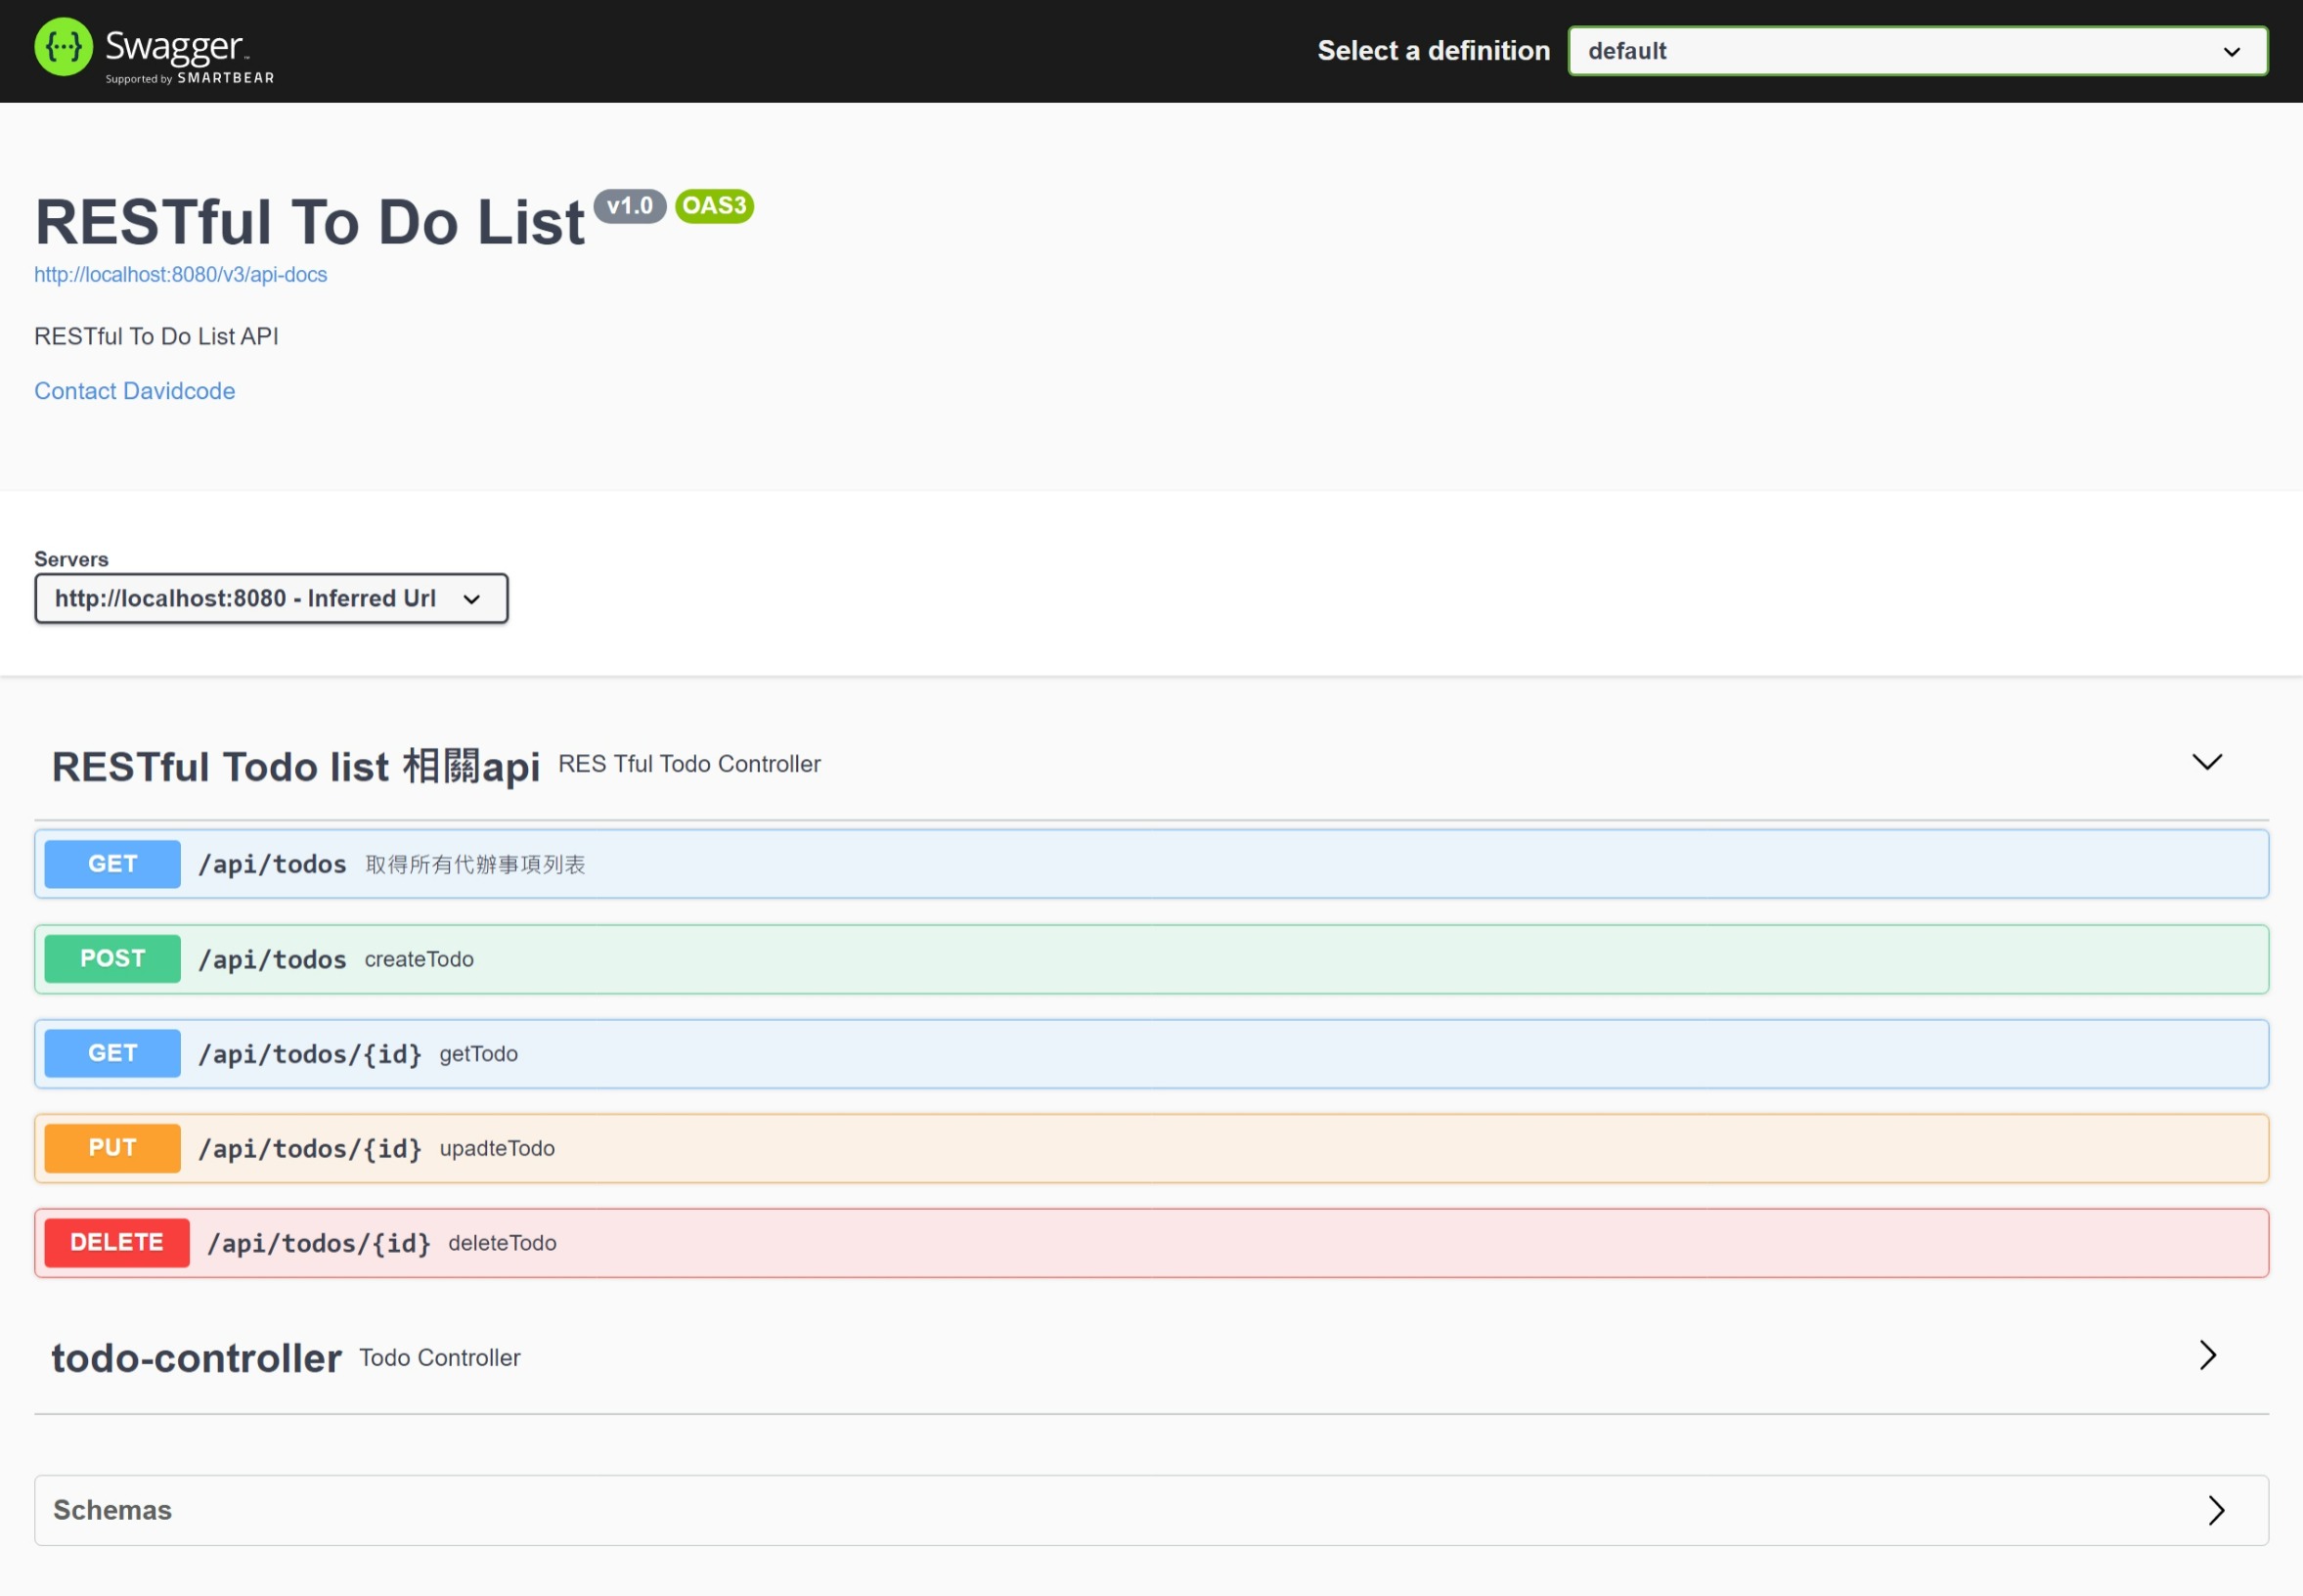 Swagger™
Supported by SMARTBEAR
Select a definition
default
RESTful To Do List v1.0 OAS3
http://localhost:8080/v3/api-docs
RESTful To Do List API
Contact Davidcode
Servers
http://localhost:8080 - Inferred Url
RESTful Todo list 相關api RES Tful Todo Controller
GET /api/todos 取得所有代辦事項列表
POST /api/todos createTodo
GET /api/todos/{id} getTodo
PUT /api/todos/{id} upadteTodo
DELETE /api/todos/{id} deleteTodo
todo-controller Todo Controller
Schemas